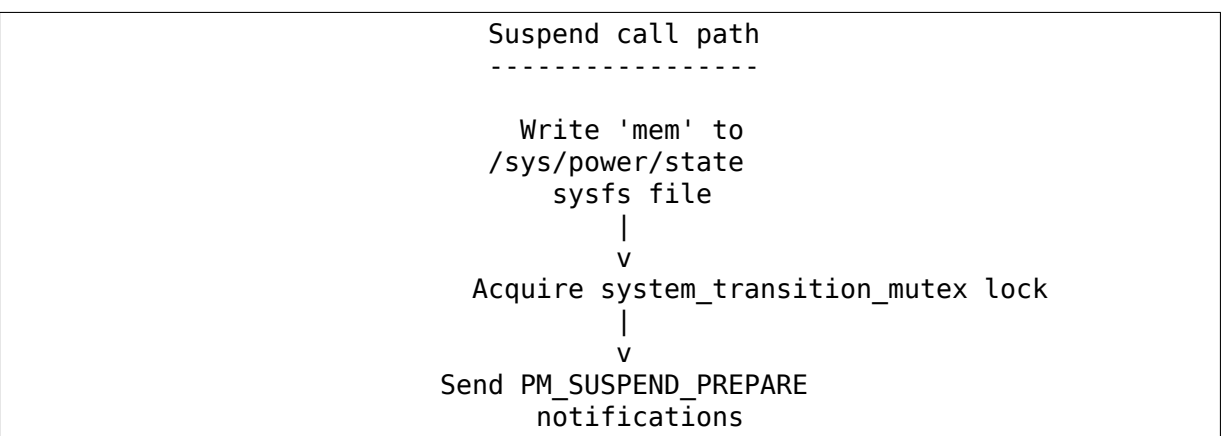 Suspend call path
-----------------
Write 'mem' to
/sys/power/state
sysfs file
|
v
Acquire system_transition_mutex lock
|
v
Send PM_SUSPEND_PREPARE
notifications